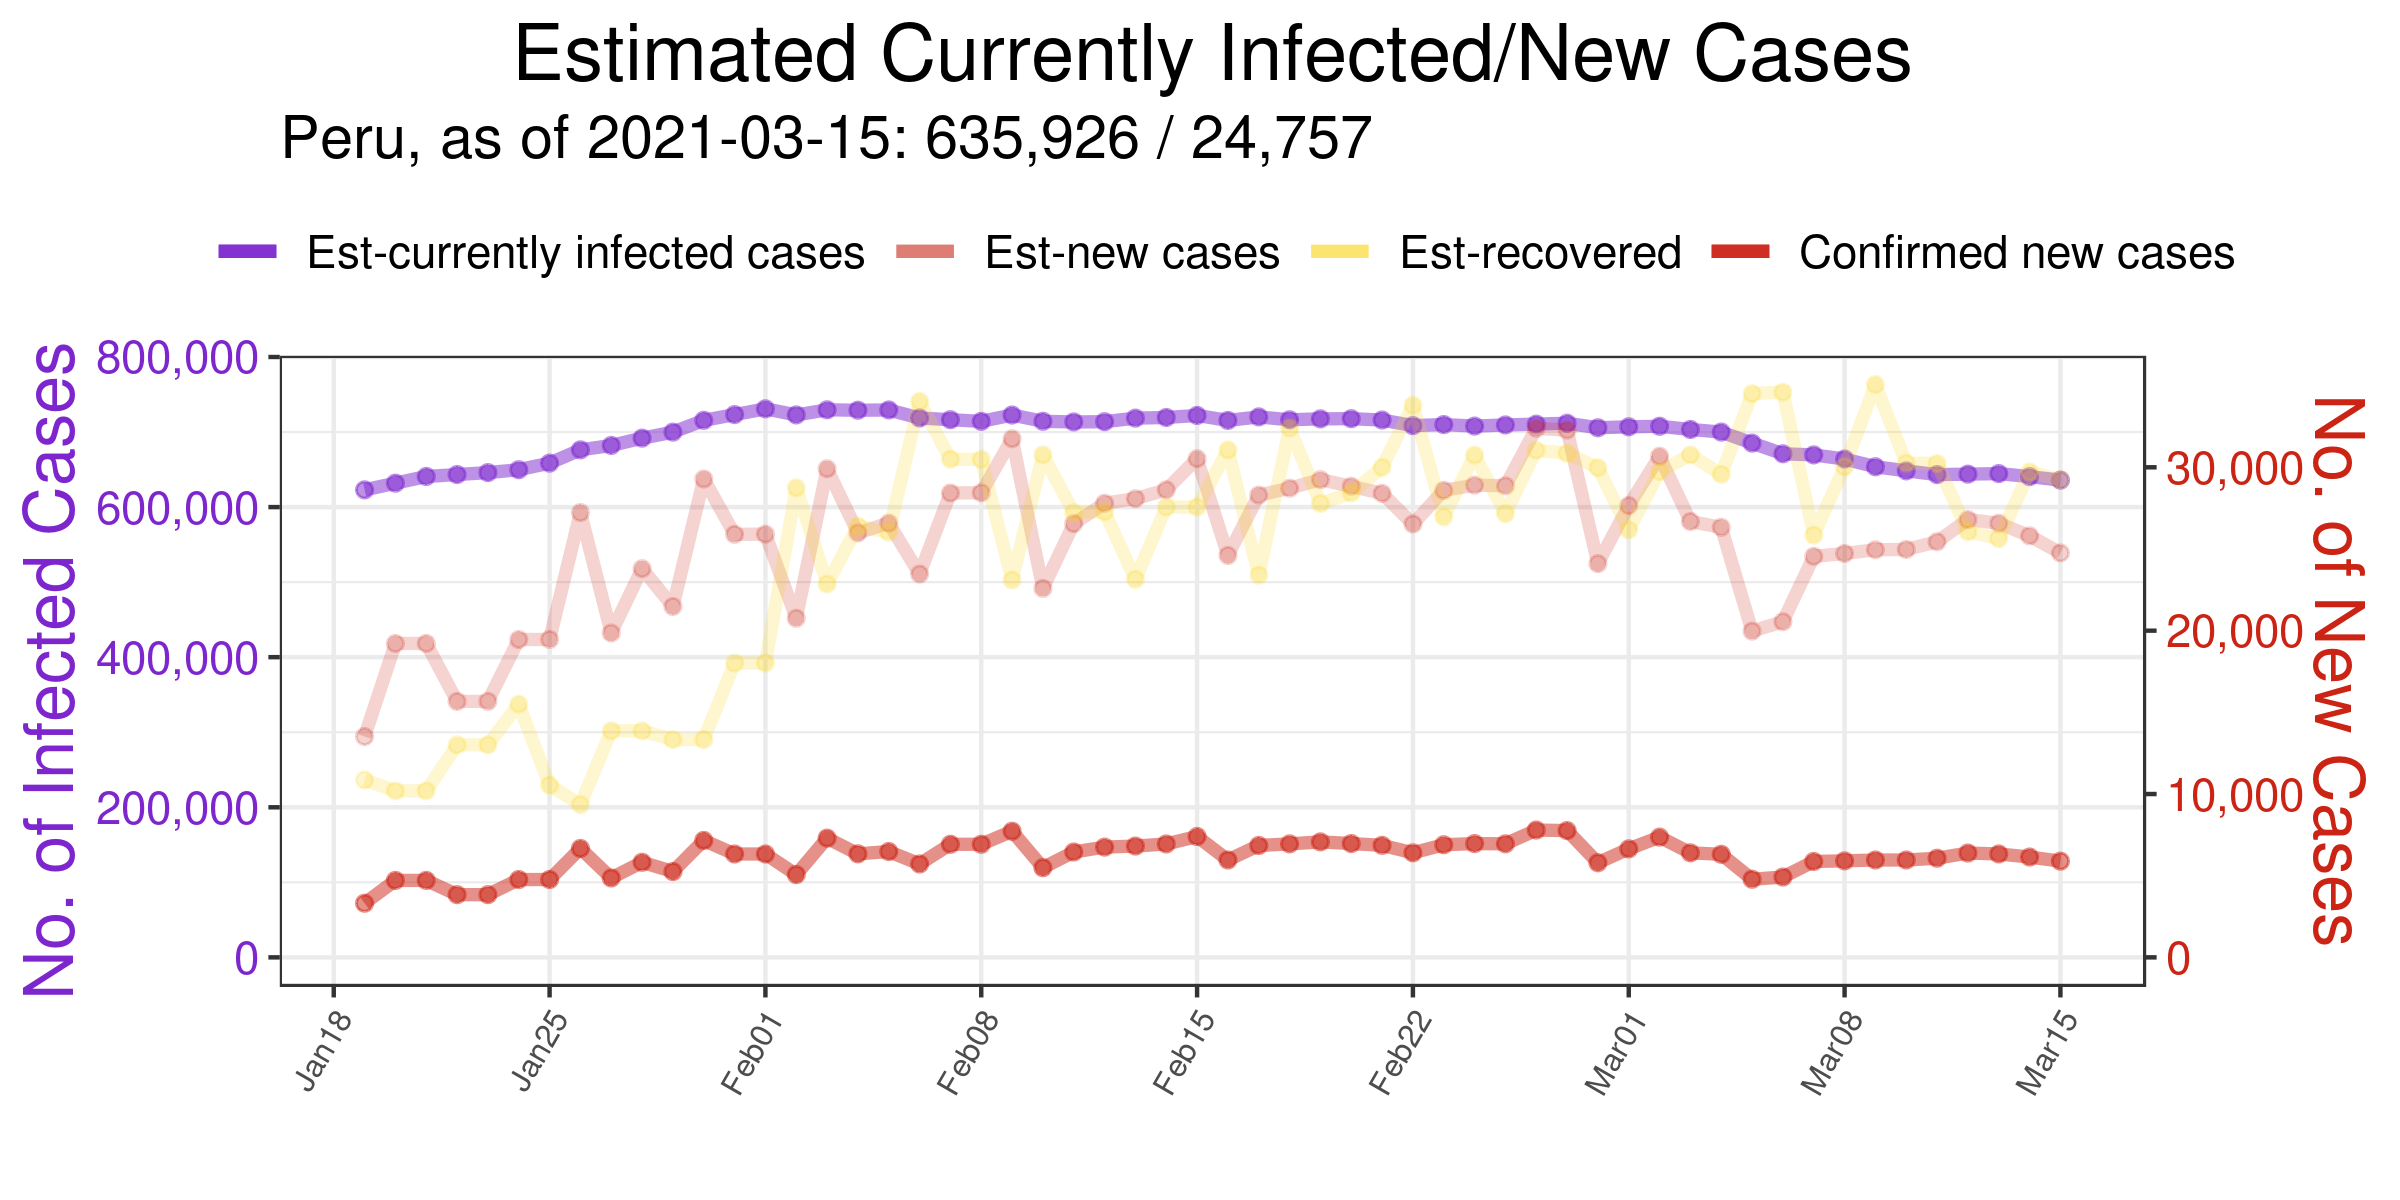 Estimated Currently Infected/New Cases
Peru, as of 2021-03-15: 635,926 / 24,757
Est-currently infected cases Est-new cases Est-recovered Confirmed new cases
No. of Infected Cases
800,000
600,000
400,000
200,000
0
30,000
20,000
10,000
0
No. of New Cases
Jan18 Jan25 Feb01 Feb08 Feb15 Feb22 Mar01 Mar08 Mar15